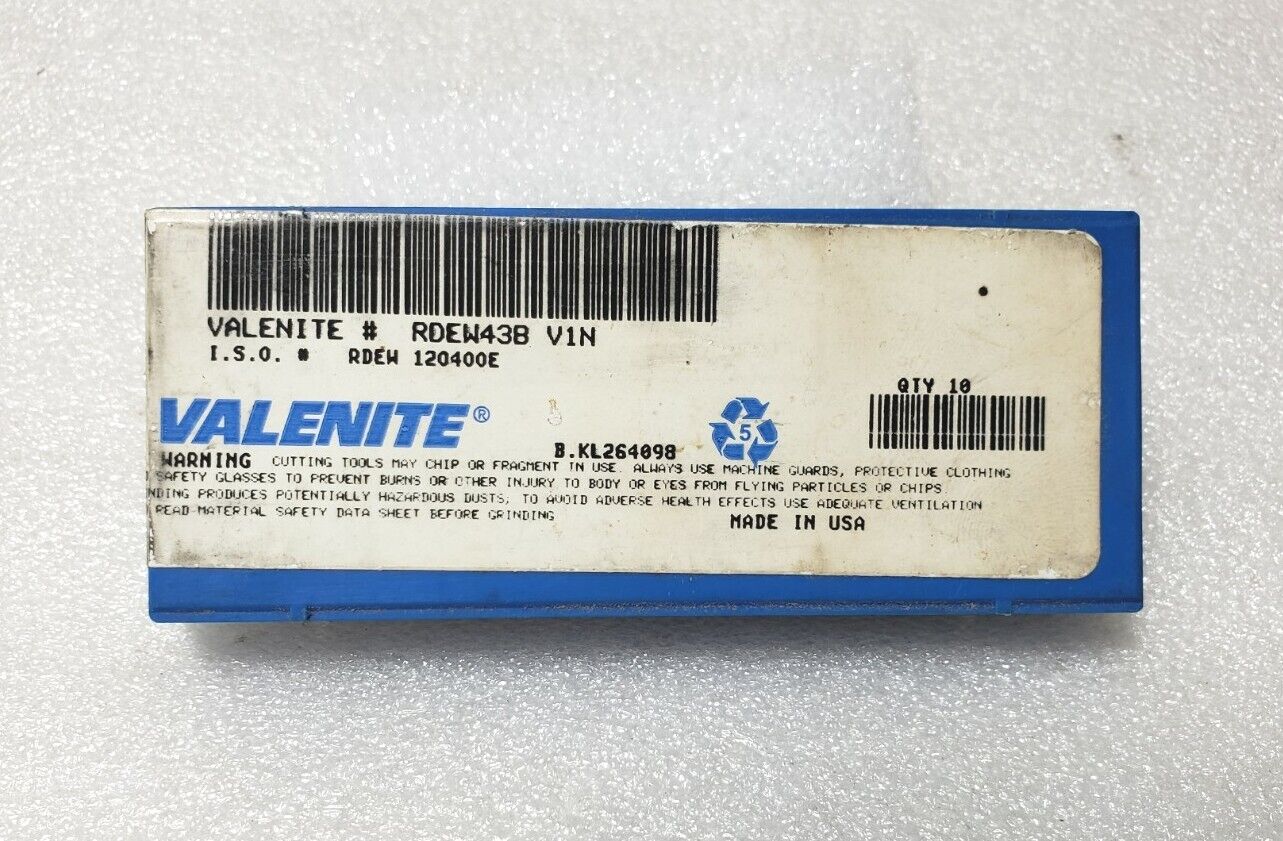 VALENITE # RDEW43B V1N
I.S.O. # RDEW 120400E
QTY 10
VALENITE®
5
B.KL264098
WARNING CUTTING TOOLS MAY CHIP OR FRAGMENT IN USE. ALWAYS USE MACHINE GUARDS, PROTECTIVE CLOTHING
SAFETY GLASSES TO PREVENT BURNS OR OTHER INJURY TO BODY OR EYES FROM FLYING PARTICLES OR CHIPS.
NDING PRODUCES POTENTIALLY HAZARDOUS DUSTS; TO AVOID ADVERSE HEALTH EFFECTS USE ADEQUATE VENTILATION
READ MATERIAL SAFETY DATA SHEET BEFORE GRINDING
MADE IN USA